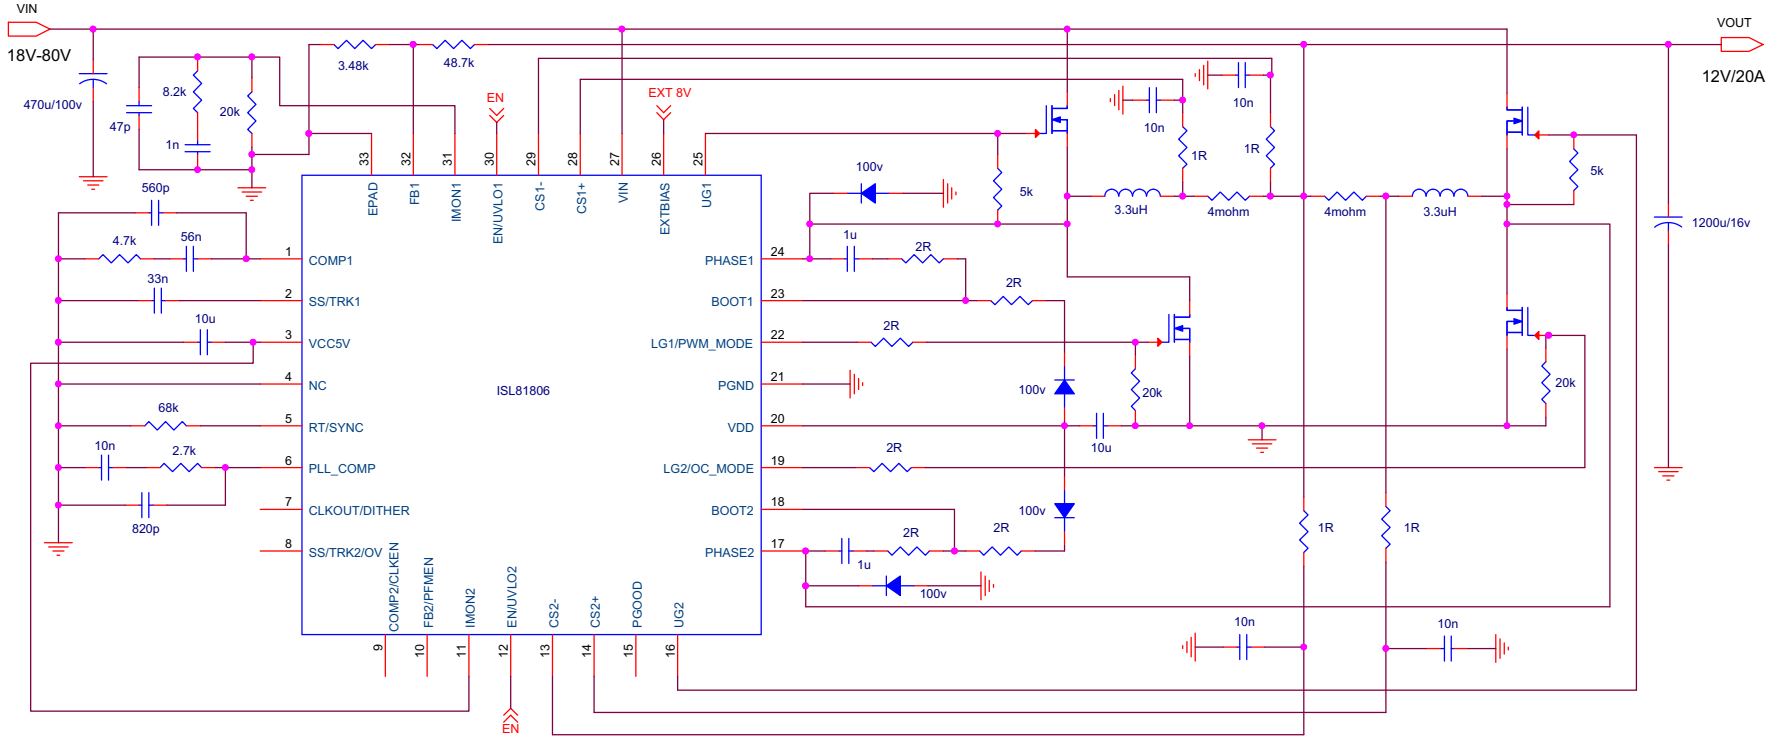 VIN
18V-80V
470u/100v
8.2k
47p
20k
1n
3.48k
48.7k
EN
EXT 8V
10n
10n
1R
1R
VOUT
12V/20A
33
32
31
30
29
28
27
26
25
EPAD
FB1
IMON1
EN/UVLO1
CS1-
CS1+
VIN
EXTBIAS
UG1
100v
5k
5k
3.3uH
4mohm
4mohm
3.3uH
1200u/16v
560p
4.7k
56n
1
COMP1
33n
2
SS/TRK1
10u
3
VCC5V
4
NC
68k
5
RT/SYNC
10n
2.7k
6
PLL_COMP
820p
7
CLKOUT/DITHER
8
SS/TRK2/OV
ISL81806
PHASE1
24
1u
2R
BOOT1
23
2R
LG1/PWM_MODE
22
2R
PGND
21
100v
20k
20k
VDD
20
10u
LG2/OC_MODE
19
2R
BOOT2
18
100v
2R
2R
PHASE2
17
1u
100v
1R
1R
COMP2/CLKEN
FB2/PFMEN
IMON2
EN/UVLO2
CS2-
CS2+
PGOOD
UG2
9
10
11
12
13
14
15
16
10n
10n
EN